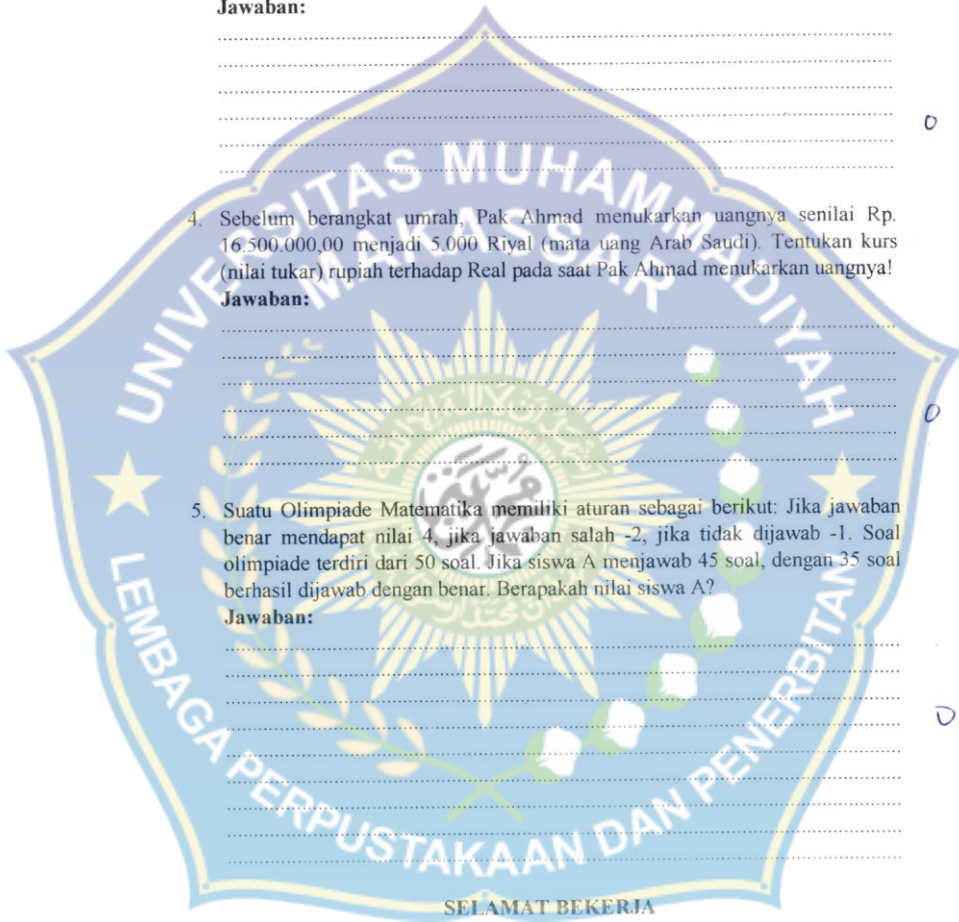 Jawaban:
0
4. Sebelum berangkat umrah, Pak Ahmad menukarkan uangnya senilai Rp.
16.500.000,00 menjadi 5.000 Riyal (mata uang Arab Saudi). Tentukan kurs
(nilai tukar) rupiah terhadap Real pada saat Pak Ahmad menukarkan uangnya!
Jawaban:
0
5. Suatu Olimpiade Matematika memiliki aturan sebagai berikut: Jika jawaban
benar mendapat nilai 4, jika jawaban salah -2, jika tidak dijawab -1. Soal
olimpiade terdiri dari 50 soal. Jika siswa A menjawab 45 soal, dengan 35 soal
berhasil dijawab dengan benar. Berapakah nilai siswa A?
Jawaban:
0
SELAMAT BEKERJA
UNIVERSITAS MUHAMMADIYAH
MAKASSAR
LEMBAGA PERPUSTAKAAN DAN PENERBITAN